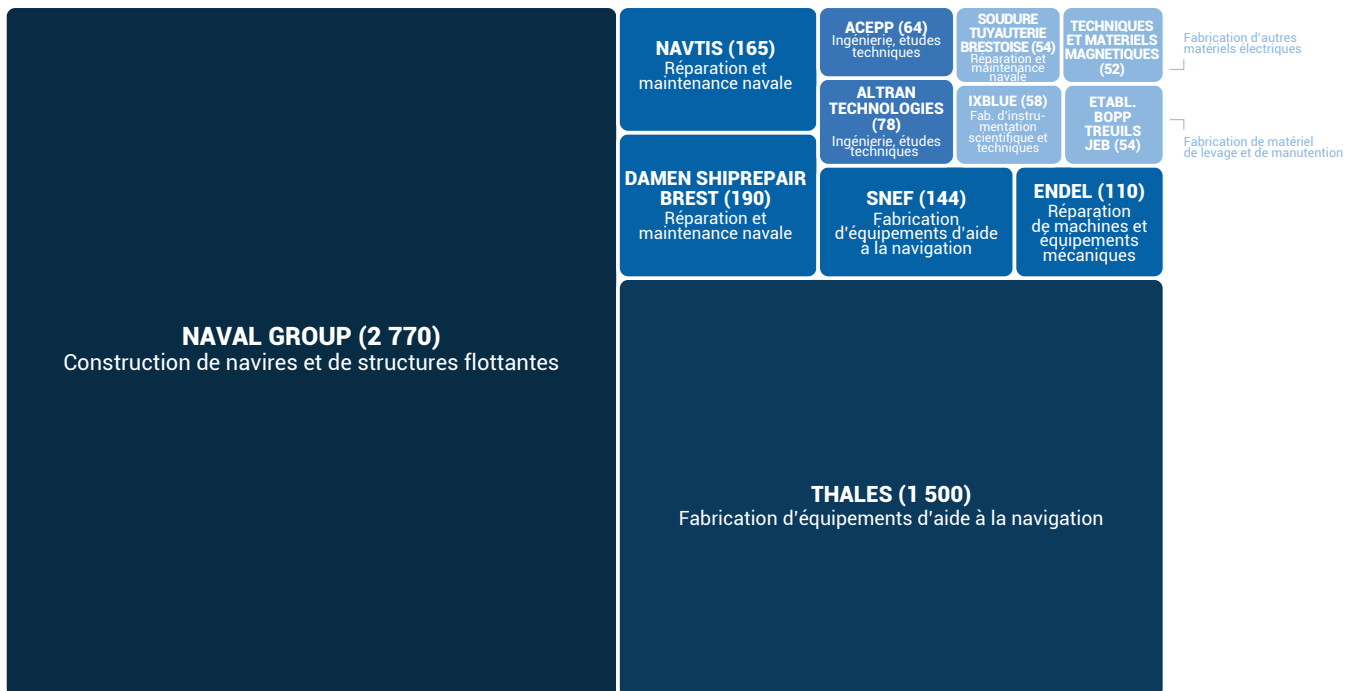 NAVAL GROUP (2 770)
Construction de navires et de structures flottantes
NAVTIS (165)
Réparation et
maintenance navale
DAMEN SHIPREPAIR
BREST (190)
Réparation et
maintenance navale
ACEPP (64)
Ingénierie, études
techniques
ALTRAN
TECHNOLOGIES
(78)
Ingénierie, études
techniques
SOUDURE
TUYAUTERIE
BRESTOISE (54)
Réparation et
maintenance
navale
TECHNIQUES
ET MATERIELS
MAGNETIQUES
(52)
Fabrication d'autres
matériels électriques
IXBLUE (58)
Fab. d'instru-
mentation
scientifique et
techniques
ETABL.
BOPP
TREUILS
JEB (54)
Fabrication de matériel
de levage et de manutention
SNEF (144)
Fabrication
d'équipements d'aide
à la navigation
ENDEL (110)
Réparation
de machines et
équipements
mécaniques
THALES (1 500)
Fabrication d'équipements d'aide à la navigation